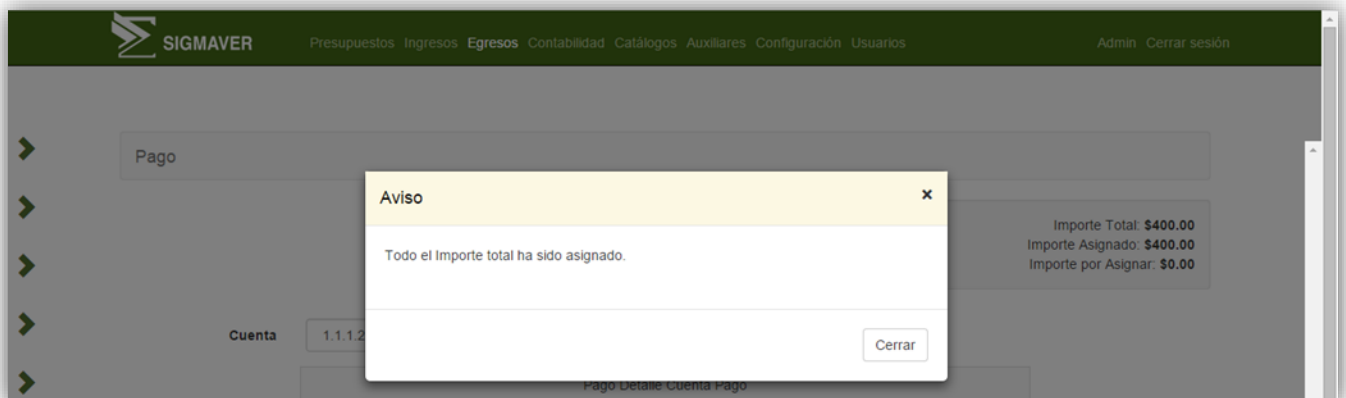 SIGMAVER Presupuestos Ingresos Egresos Contabilidad Catálogos Auxiliares Configuración Usuarios Admin Cerrar sesión
Pago
Aviso ×
Todo el Importe total ha sido asignado.
Importe Total: $400.00
Importe Asignado: $400.00
Importe por Asignar: $0.00
Cuenta 1.1.1.2
Cerrar
Pago Detalle Cuenta Pago